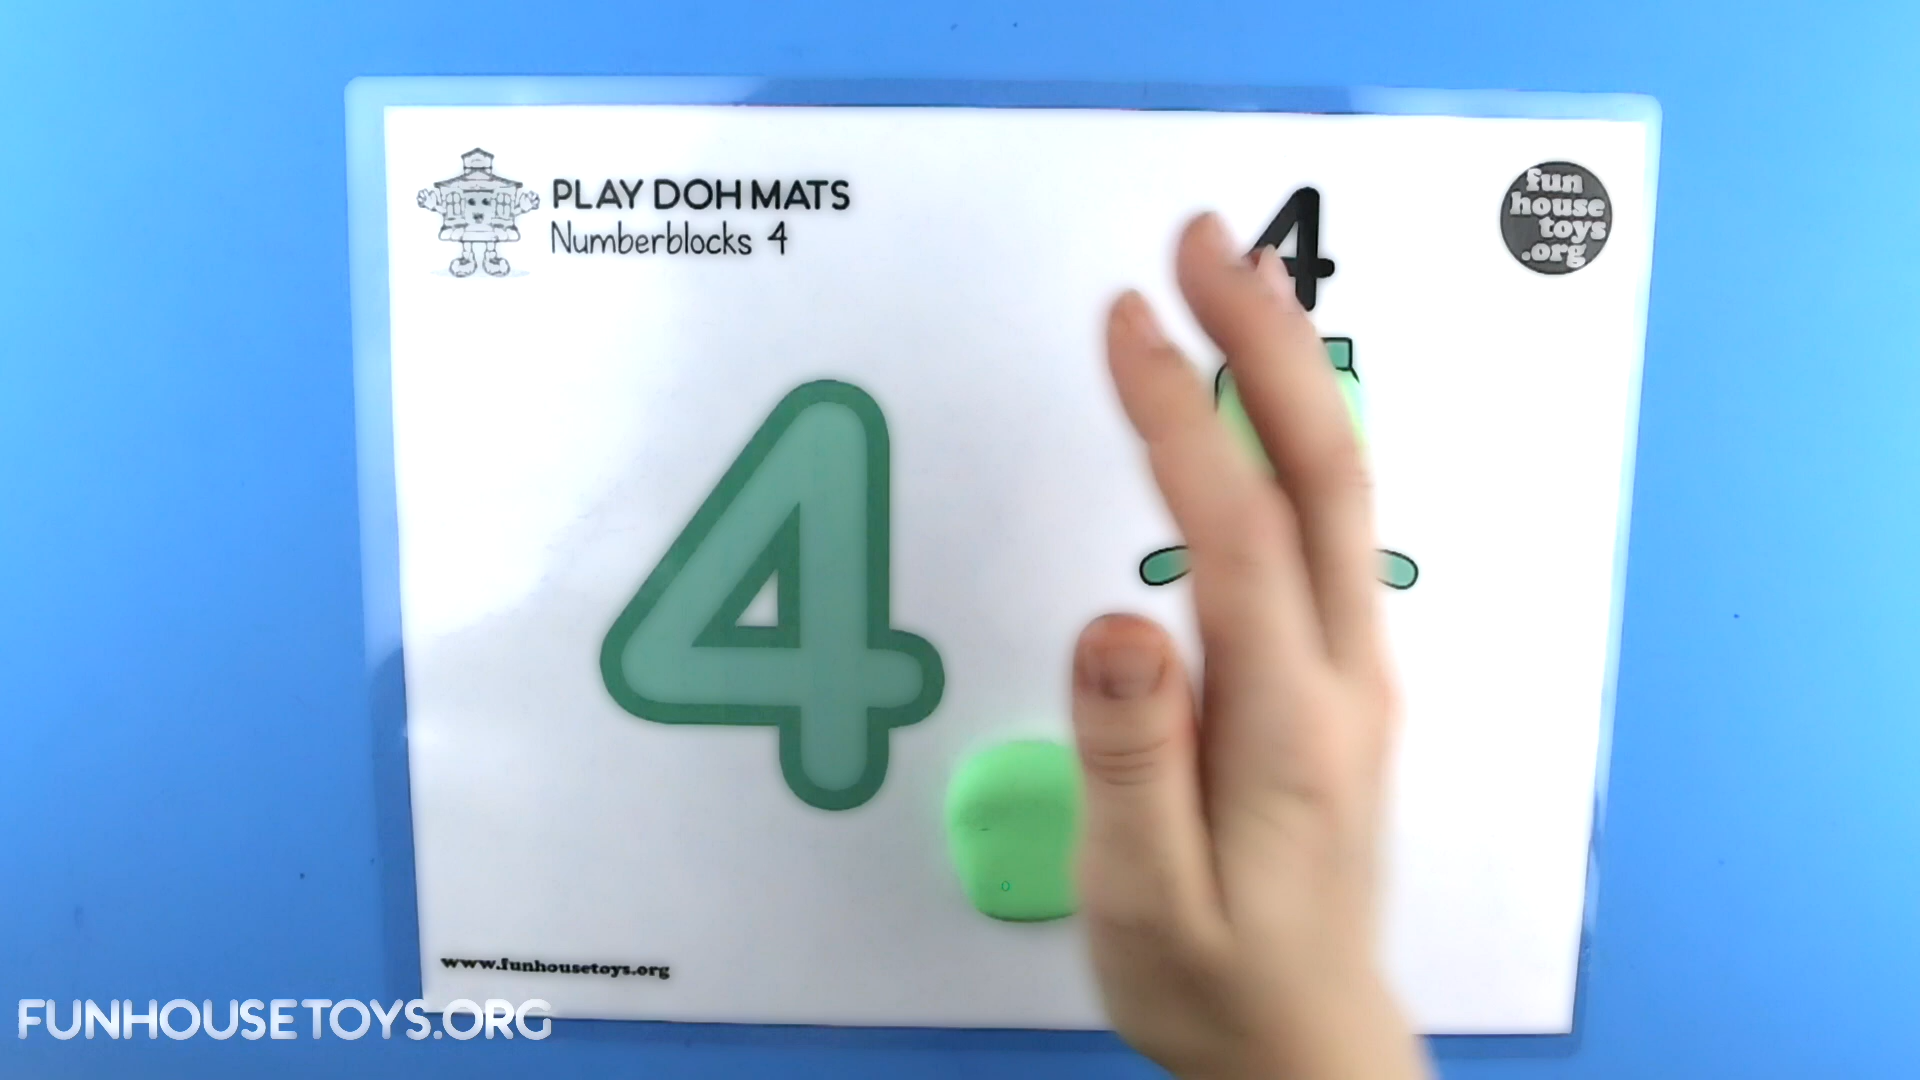 PLAY DOH MATS
Numberblocks 4
4
fun
house
toys
.org
4
www.funhousetoys.org
FUNHOUSETOYS.ORG